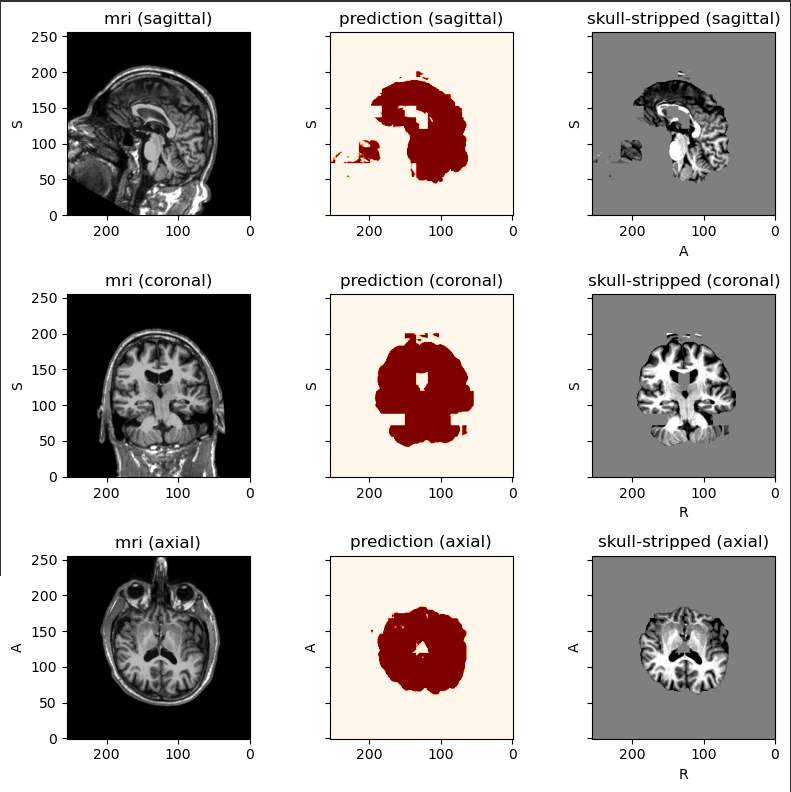 mri (sagittal) prediction (sagittal) skull-stripped (sagittal)
250
200
150
100
50
0
S
S
S
200 100 0 200 100 0 200 100 0
A
mri (coronal) prediction (coronal) skull-stripped (coronal)
250
200
150
100
50
0
S
S
S
200 100 0 200 100 0 200 100 0
R
mri (axial) prediction (axial) skull-stripped (axial)
250
200
150
100
50
0
A
A
A
200 100 0 200 100 0 200 100 0
R